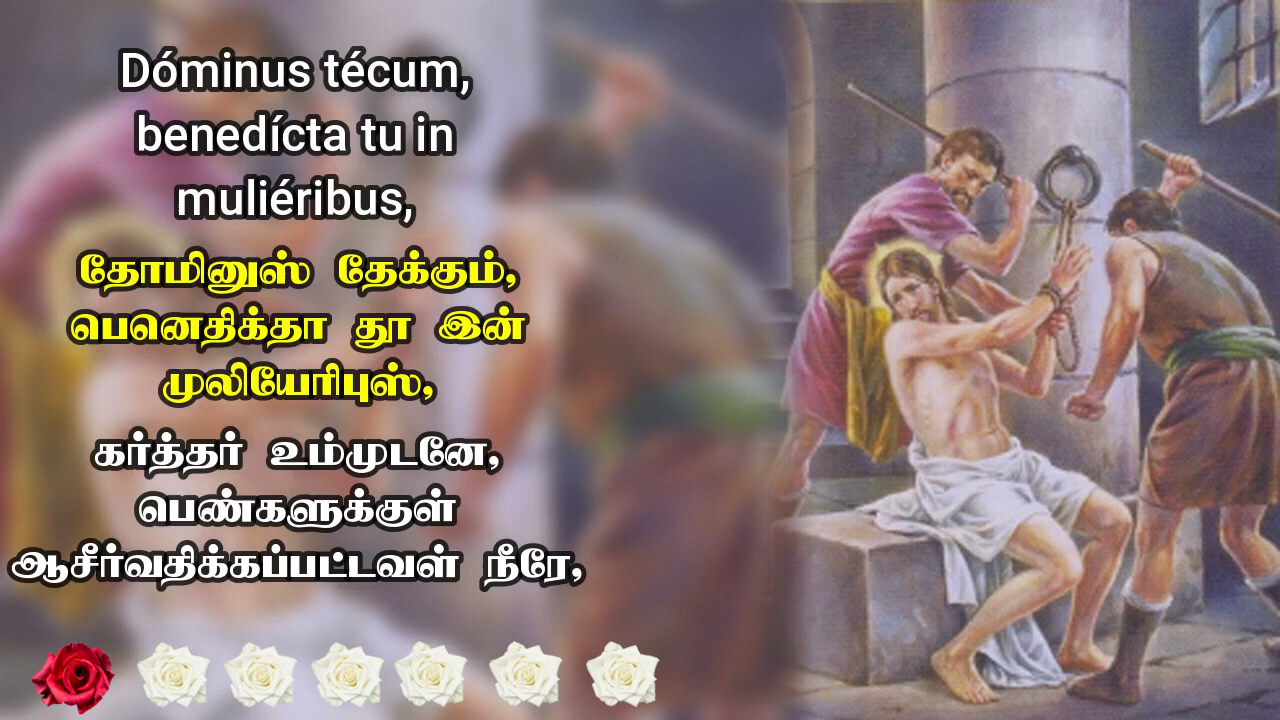 Dóminus técum,
benedícta tu in
muliéribus,
தோமினுஸ் தேக்கும்,
பெனெதிக்தா தூ இன்
முலியேரிபுஸ்,
கர்த்தர் உம்முடனே,
பெண்களுக்குள்
ஆசீர்வதிக்கப்பட்டவள் நீரே,